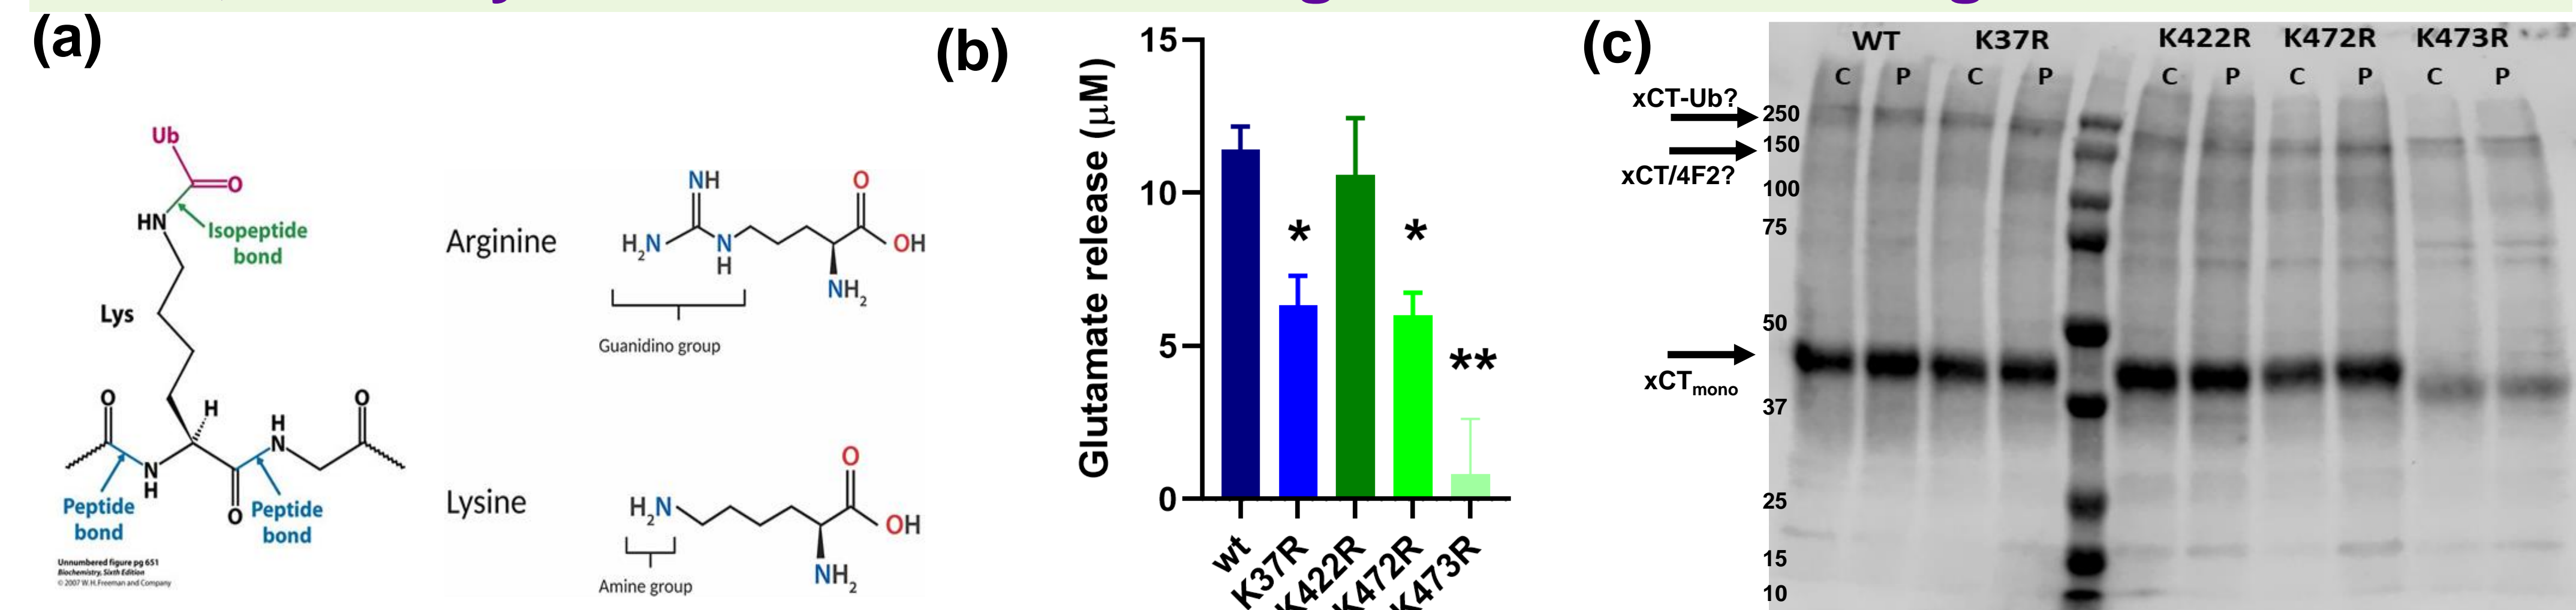 (a)
Ub
O
HN
Isopeptide
bond
Lys
O
H
H
N
O
N
H
O
Peptide
bond
Peptide
bond
Unnumbered figure pg 651
Biochemistry, Sixth Edition
© 2007 W. H. Freeman and Company
Arginine
NH
O
H2N
N
H
OH
NH2
Guanidino group
Lysine
O
H2N
OH
NH2
Amine group
(b)
Glutamate release (μM)
15
10
5
0
*
*
**
wt
K37R
K422R
K472R
K473R
(c)
WT K37R K422R K472R K473R
C P C P C P C P C P
xCT-Ub?
xCT/4F2?
xCTmono
250
150
100
75
50
37
25
15
10